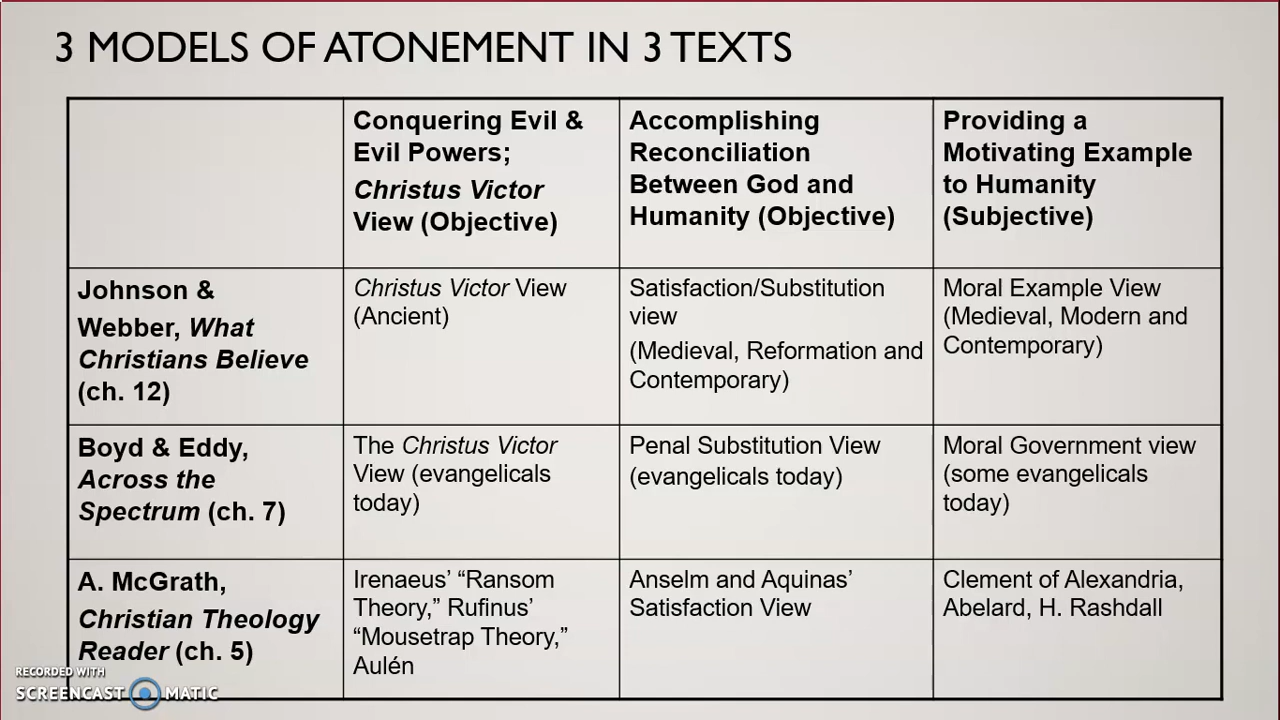 3 MODELS OF ATONEMENT IN 3 TEXTS
Conquering Evil &
Evil Powers;
Christus Victor
View (Objective)
Accomplishing
Reconciliation
Between God and
Humanity (Objective)
Providing a
Motivating Example
to Humanity
(Subjective)
Johnson &
Webber, What
Christians Believe
(ch. 12)
Christus Victor View
(Ancient)
Satisfaction/Substitution
view
(Medieval, Reformation and
Contemporary)
Moral Example View
(Medieval, Modern and
Contemporary)
Boyd & Eddy,
Across the
Spectrum (ch. 7)
The Christus Victor
View (evangelicals
today)
Penal Substitution View
(evangelicals today)
Moral Government view
(some evangelicals
today)
A. McGrath,
Christian Theology
Reader (ch. 5)
Irenaeus’ “Ransom
Theory,” Rufinus’
“Mousetrap Theory,”
Aulén
Anselm and Aquinas’
Satisfaction View
Clement of Alexandria,
Abelard, H. Rashdall
RECORDED WITH
SCREENCAST MATIC